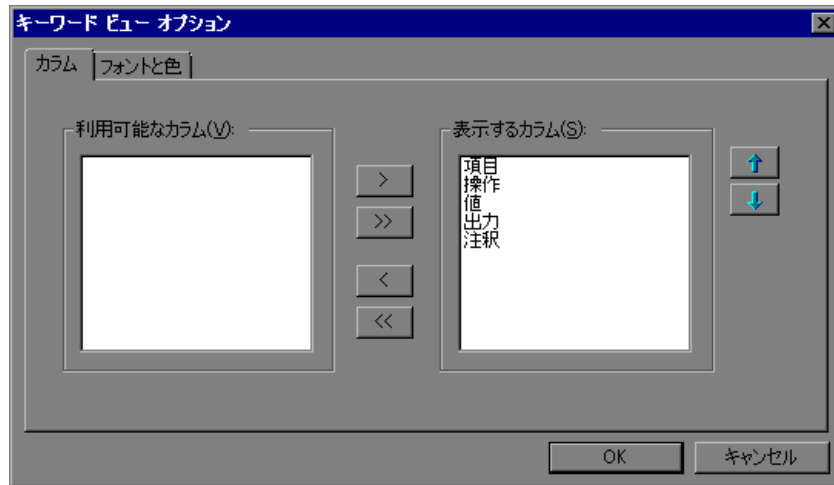 キーワード ビュー オプション
カラム
フォントと色
利用可能なカラム(V):
表示するカラム(S):
項目
操作
値
出力
注釈
>
>>
<
<<
OK
キャンセル